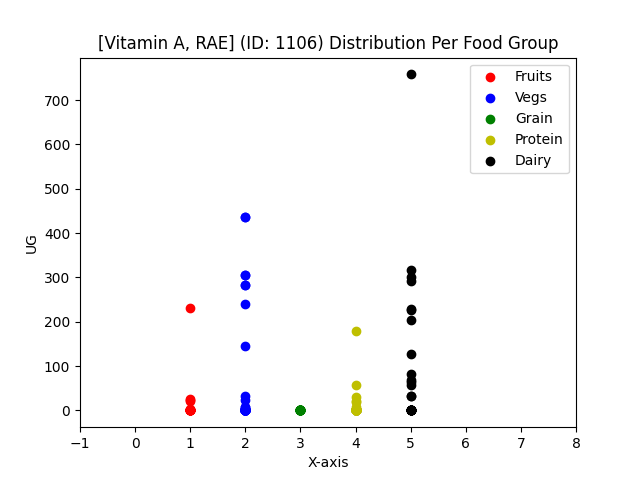 [Vitamin A, RAE] (ID: 1106) Distribution Per Food Group
Fruits
Vegs
Grain
Protein
Dairy
UG
700
600
500
400
300
200
100
0
−1
0
1
2
3
4
5
6
7
8
X-axis